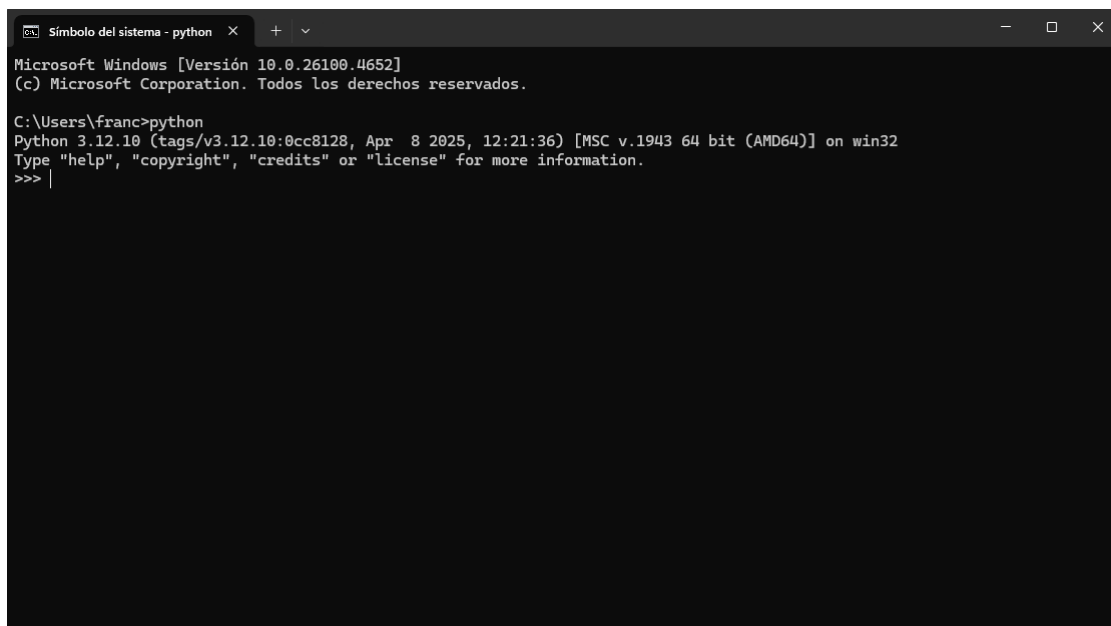 Símbolo del sistema - python
Microsoft Windows [Versión 10.0.26100.4652]
(c) Microsoft Corporation. Todos los derechos reservados.
C:\Users\franc>python
Python 3.12.10 (tags/v3.12.10:0cc8128, Apr  8 2025, 12:21:36) [MSC v.1943 64 bit (AMD64)] on win32
Type "help", "copyright", "credits" or "license" for more information.
>>>